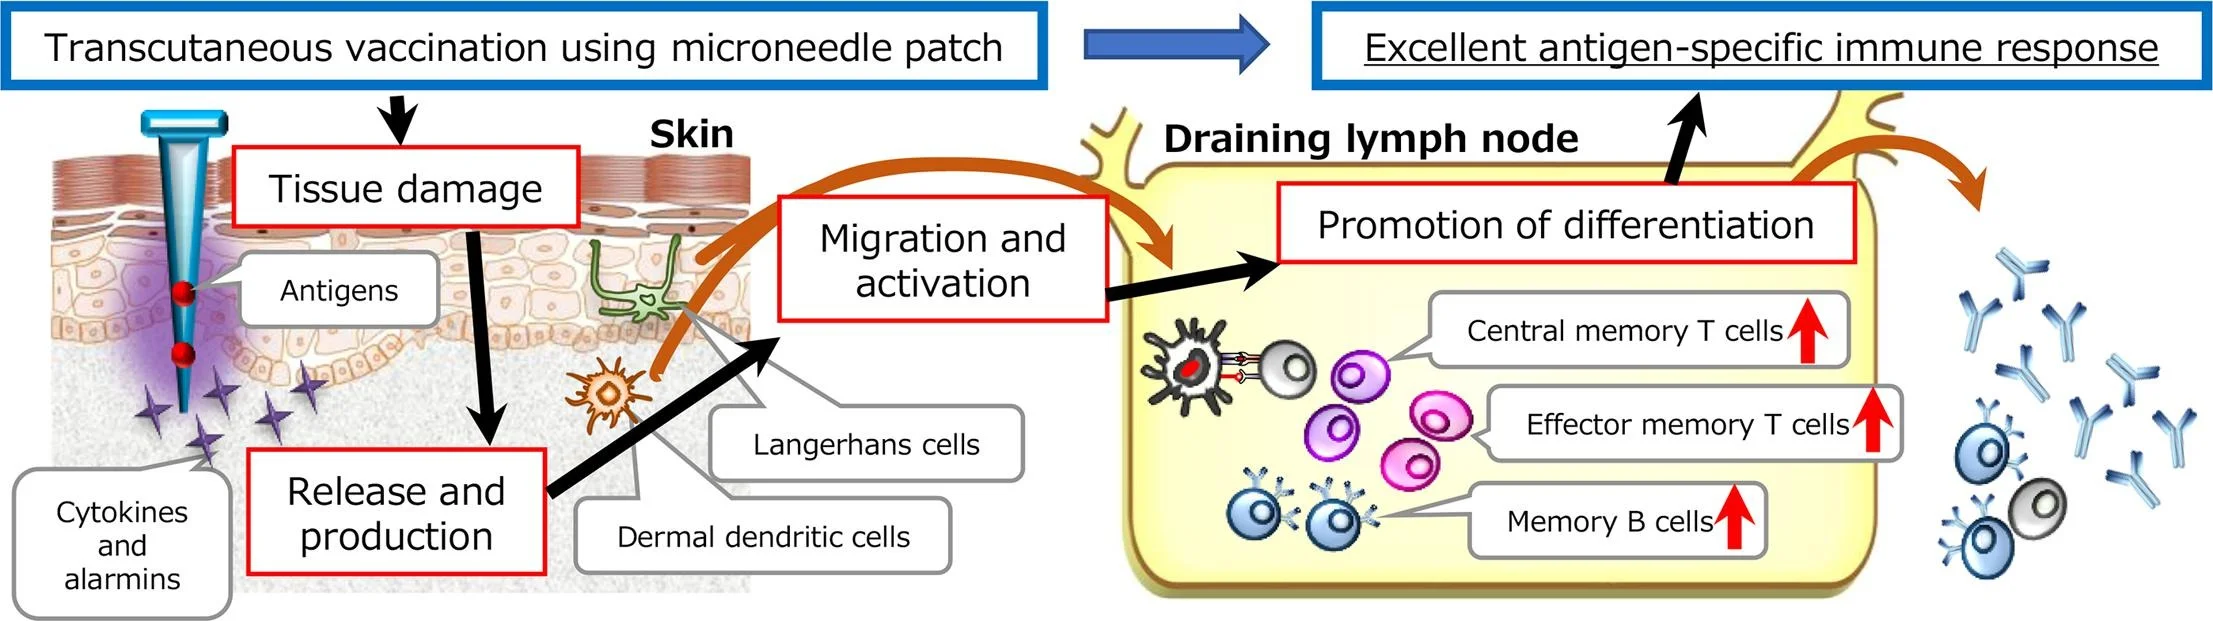 Transcutaneous vaccination using microneedle patch
Excellent antigen-specific immune response
Skin
Draining lymph node
Tissue damage
Migration and
activation
Promotion of differentiation
Antigens
Central memory T cells
Effector memory T cells
Langerhans cells
Release and
production
Cytokines
and
alarmins
Dermal dendritic cells
Memory B cells